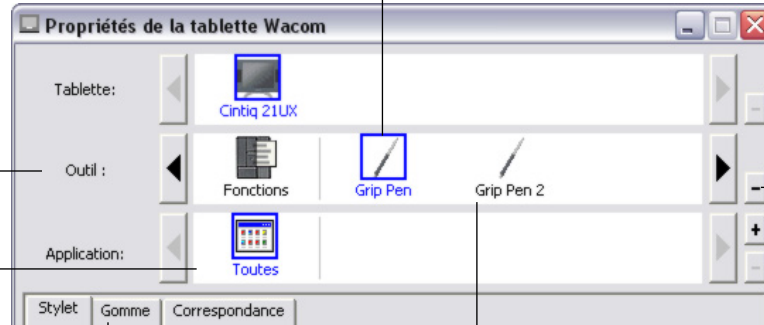 Propriétés de la tablette Wacom
Tablette:
Cintiq 21UX
Outil :
Fonctions Grip Pen Grip Pen 2
Application:
Toutes
Stylet Gomme Correspondance